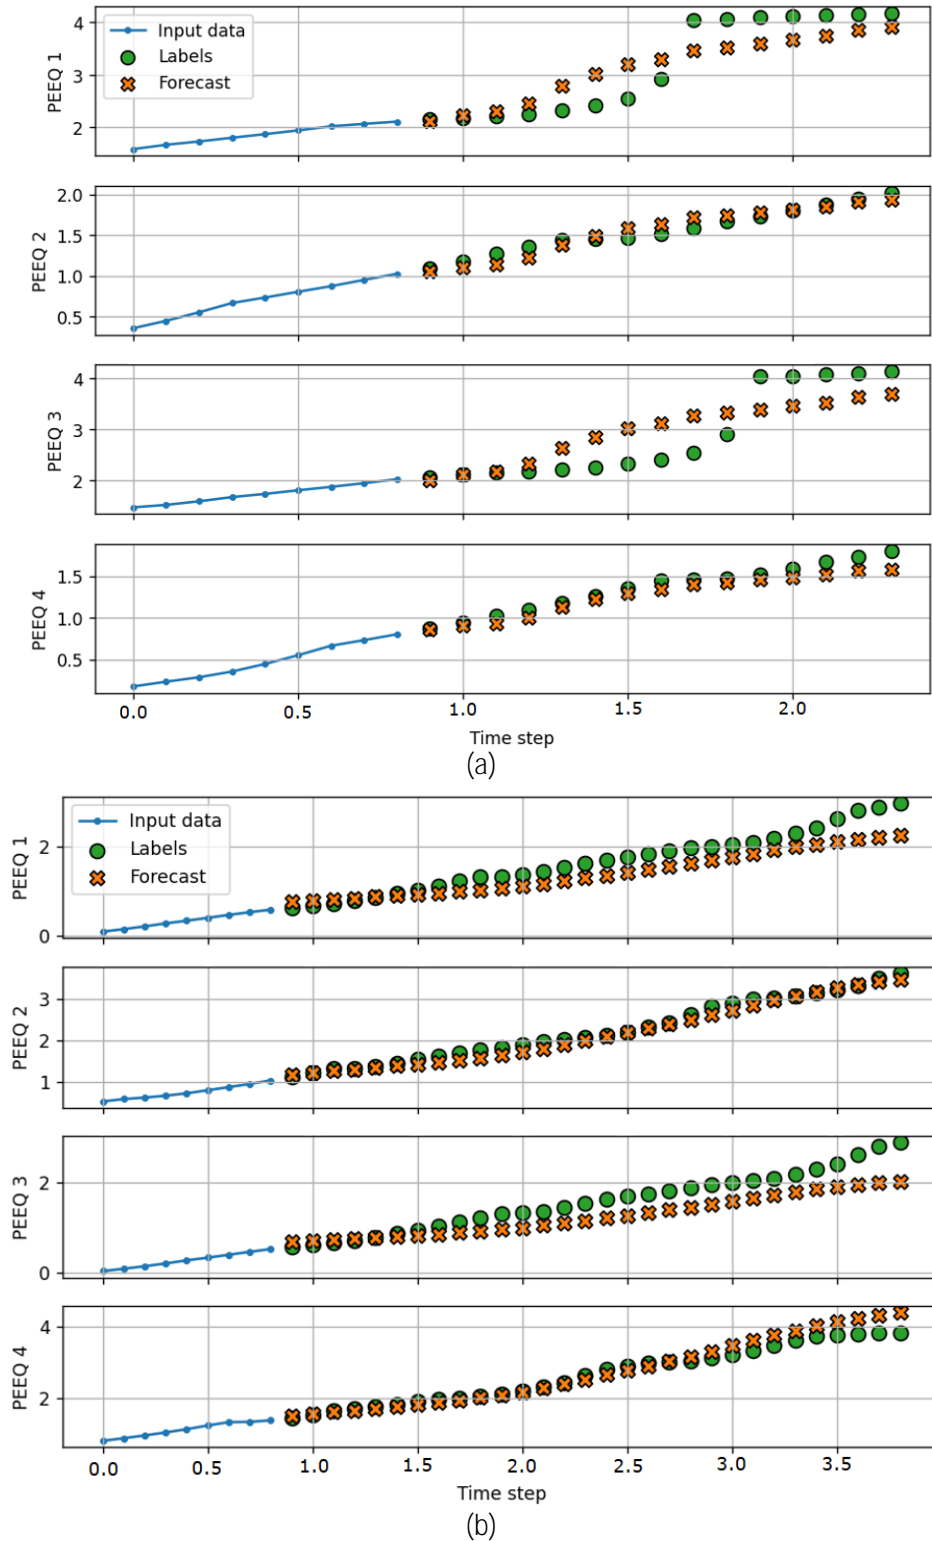 4
3
2
PEEQ 1
Input data
Labels
Forecast
2.0
1.5
1.0
0.5
PEEQ 2
4
3
2
PEEQ 3
1.5
1.0
0.5
PEEQ 4
0.0 0.5 1.0 1.5 2.0
Time step
(a)
2
0
PEEQ 1
Input data
Labels
Forecast
3
2
1
PEEQ 2
2
0
PEEQ 3
4
2
PEEQ 4
0.0 0.5 1.0 1.5 2.0 2.5 3.0 3.5
Time step
(b)